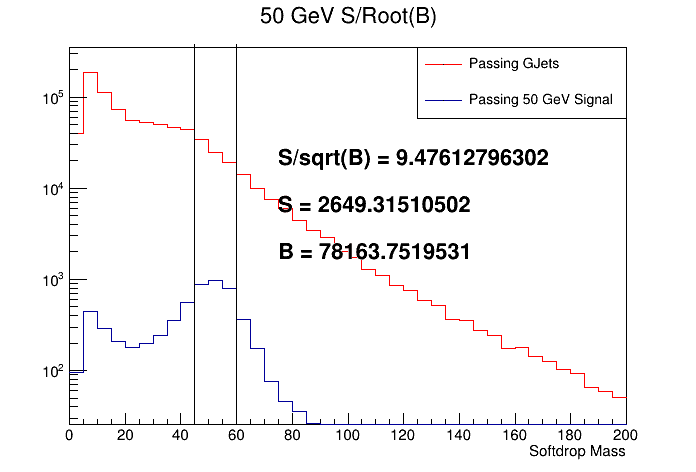 50 GeV S/Root(B)
Passing GJets
Passing 50 GeV Signal
S/sqrt(B) = 9.47612796302
S = 2649.31510502
B = 78163.7519531
10^5
10^4
10^3
10^2
0 20 40 60 80 100 120 140 160 180 200
Softdrop Mass